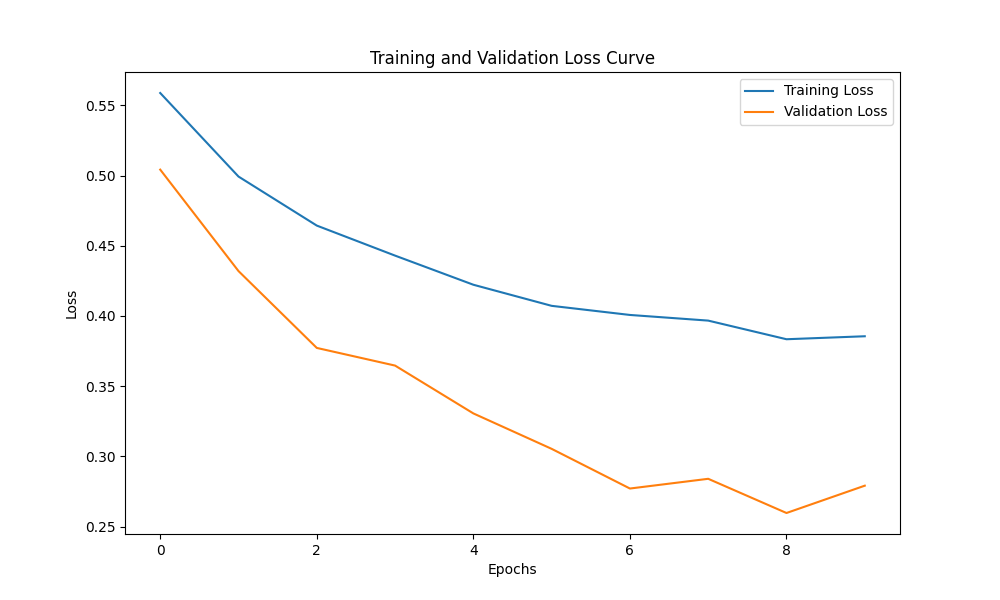 Training and Validation Loss Curve
Training Loss
Validation Loss
0.55
0.50
0.45
0.40
0.35
0.30
0.25
Loss
0 2 4 6 8
Epochs